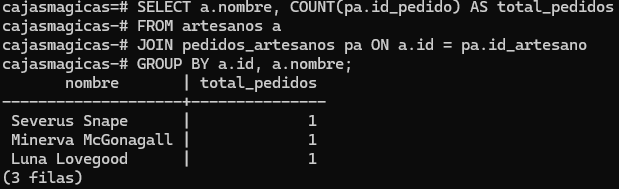 cajasmagicas=# SELECT a.nombre, COUNT(pa.id_pedido) AS total_pedidos
cajasmagicas-# FROM artesanos a
cajasmagicas-# JOIN pedidos_artesanos pa ON a.id = pa.id_artesano
cajasmagicas-# GROUP BY a.id, a.nombre;
      nombre       | total_pedidos
-------------------+---------------
 Severus Snape     |             1
 Minerva McGonagall |             1
 Luna Lovegood     |             1
(3 filas)